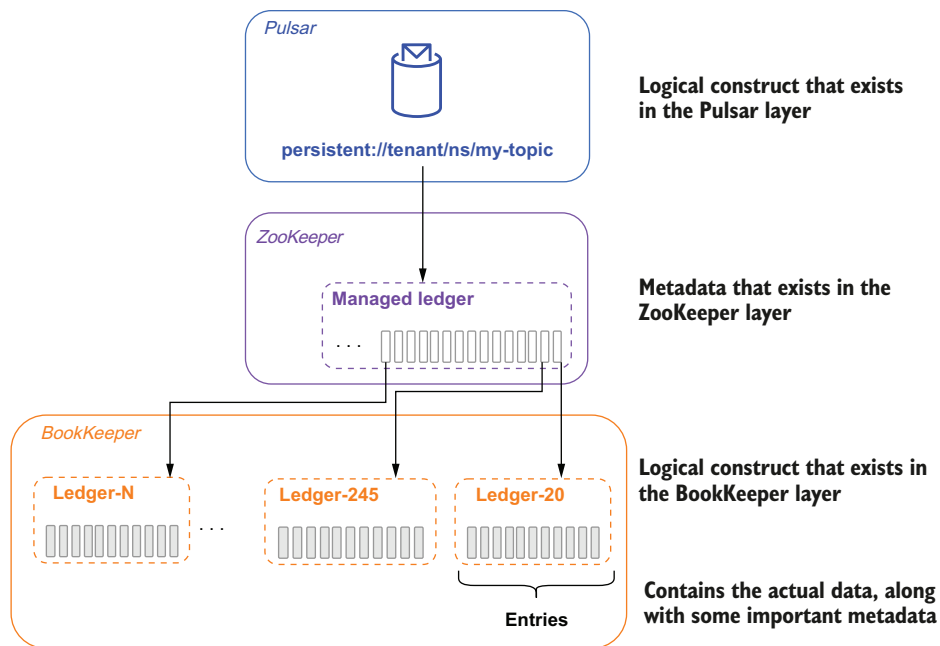 Pulsar
persistent://tenant/ns/my-topic
Logical construct that exists
in the Pulsar layer
ZooKeeper
Managed ledger
. . .
Metadata that exists in the
ZooKeeper layer
BookKeeper
Ledger-N
. . .
Ledger-245
Ledger-20
Entries
Logical construct that exists in
the BookKeeper layer
Contains the actual data, along
with some important metadata